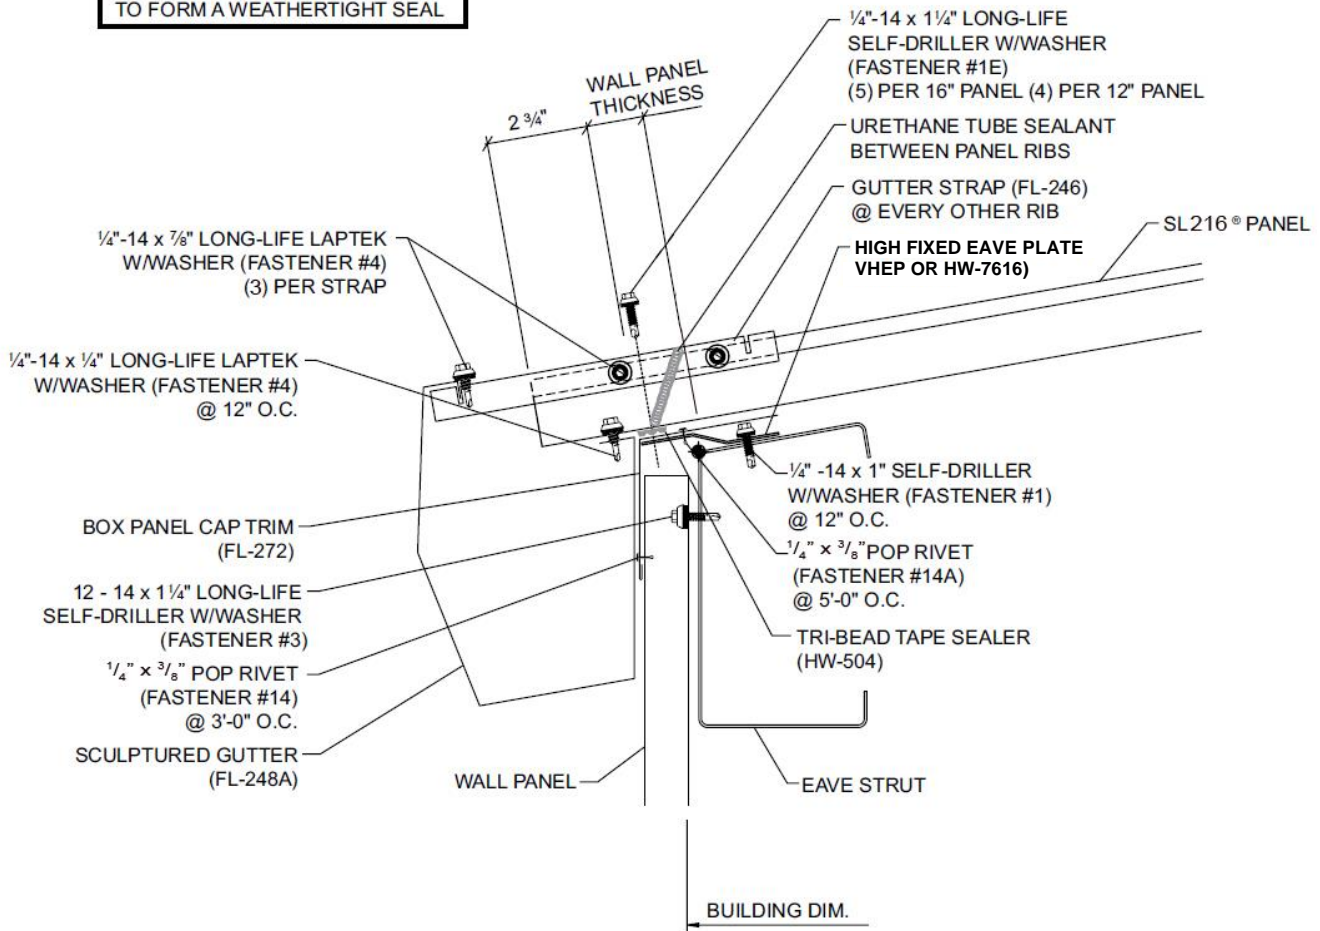 TO FORM A WEATHERTIGHT SEAL
¼"-14 x 1¼" LONG-LIFE
SELF-DRILLER W/WASHER
(FASTENER #1E)
(5) PER 16" PANEL (4) PER 12" PANEL
WALL PANEL
THICKNESS
2 ¾"
URETHANE TUBE SEALANT
BETWEEN PANEL RIBS
GUTTER STRAP (FL-246)
@ EVERY OTHER RIB
SL216 ® PANEL
HIGH FIXED EAVE PLATE
VHEP OR HW-7616)
¼"-14 x ⅞" LONG-LIFE LAPTEK
W/WASHER (FASTENER #4)
(3) PER STRAP
¼"-14 x ¼" LONG-LIFE LAPTEK
W/WASHER (FASTENER #4)
@ 12" O.C.
¼" -14 x 1" SELF-DRILLER
W/WASHER (FASTENER #1)
@ 12" O.C.
BOX PANEL CAP TRIM
(FL-272)
¼" × ⅜" POP RIVET
(FASTENER #14A)
@ 5'-0" O.C.
12 - 14 x 1¼" LONG-LIFE
SELF-DRILLER W/WASHER
(FASTENER #3)
TRI-BEAD TAPE SEALER
(HW-504)
¼" × ⅜" POP RIVET
(FASTENER #14)
@ 3'-0" O.C.
SCULPTURED GUTTER
(FL-248A)
WALL PANEL
EAVE STRUT
BUILDING DIM.